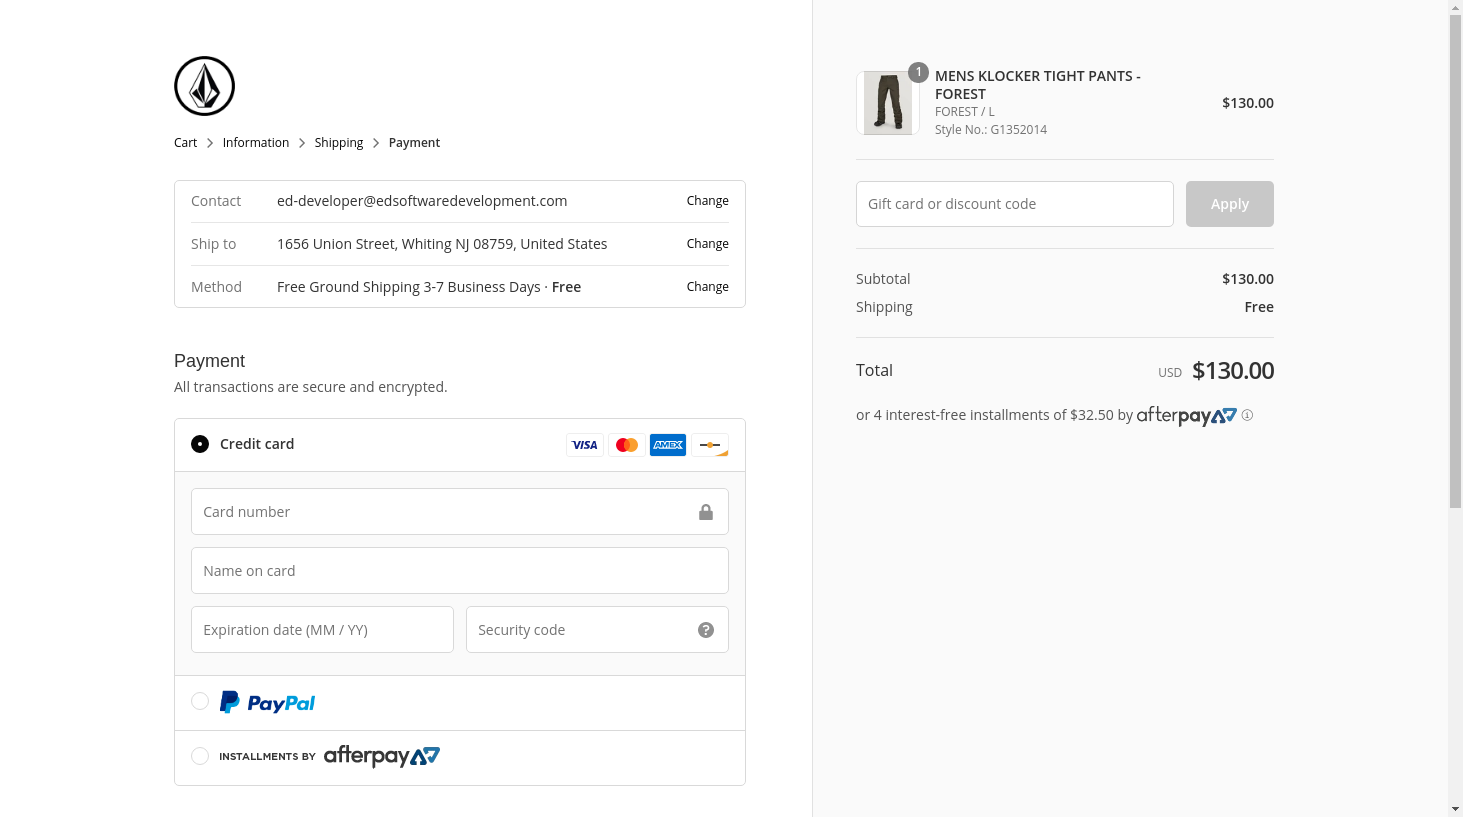 Cart
Information
Shipping
Payment
Contact
ed-developer@edsoftwaredevelopment.com
Change
Ship to
1656 Union Street, Whiting NJ 08759, United States
Change
Method
Free Ground Shipping 3-7 Business Days · Free
Change
Payment
All transactions are secure and encrypted.
Credit card
VISA
AMEX
Card number
Name on card
Expiration date (MM / YY)
Security code
?
PayPal
INSTALLMENTS BY afterpay
1
MENS KLOCKER TIGHT PANTS -
FOREST
FOREST / L
Style No.: G1352014
$130.00
Gift card or discount code
Apply
Subtotal
$130.00
Shipping
Free
Total
USD $130.00
or 4 interest-free installments of $32.50 by afterpay